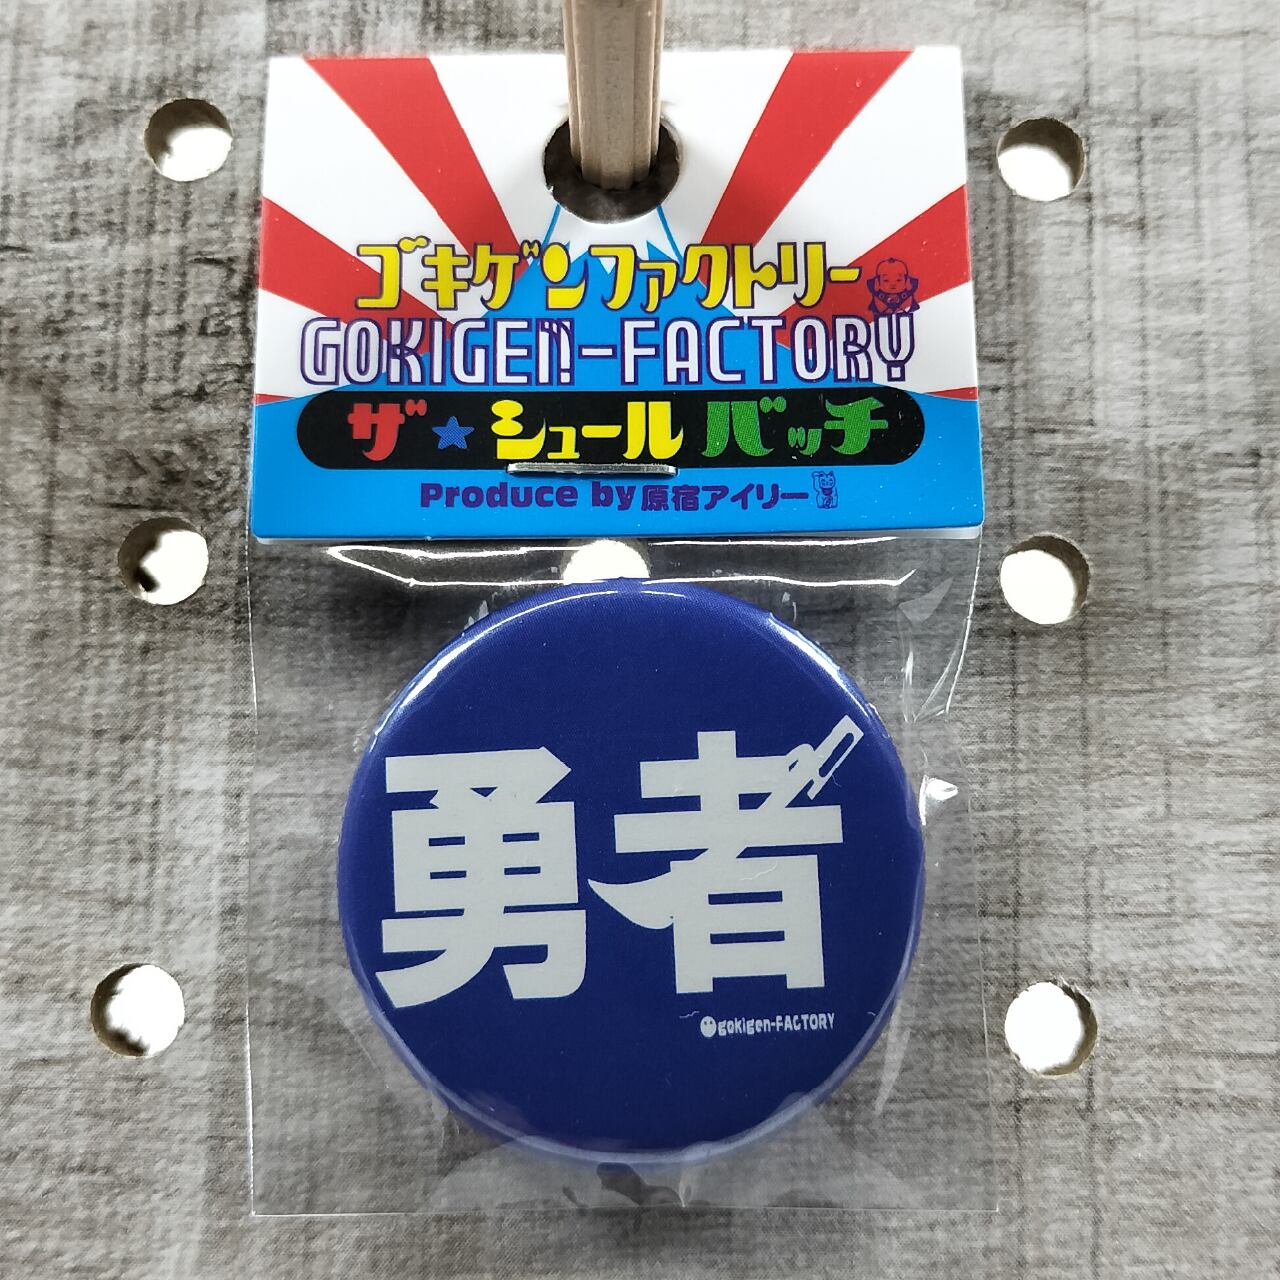 ゴキゲンファクトリー
GOKIGEN-FACTORY
ザ★シュールバッチ
Produce by 原宿アイリー
勇者
gokigen-FACTORY